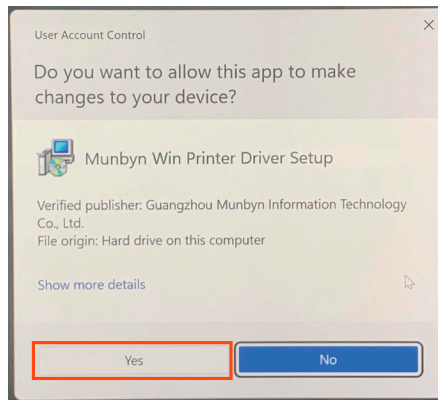 User Account Control
Do you want to allow this app to make
changes to your device?
Munbyn Win Printer Driver Setup
Verified publisher: Guangzhou Munbyn Information Technology
Co., Ltd.
File origin: Hard drive on this computer
Show more details
Yes
No